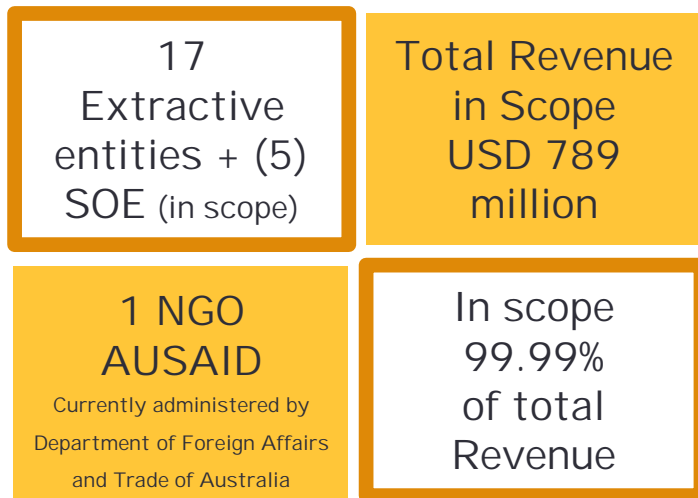 17
Extractive
entities + (5)
SOE (in scope)
Total Revenue
in Scope
USD 789
million
1 NGO
AUSAID
Currently administered by
Department of Foreign Affairs
and Trade of Australia
In scope
99.99%
of total
Revenue